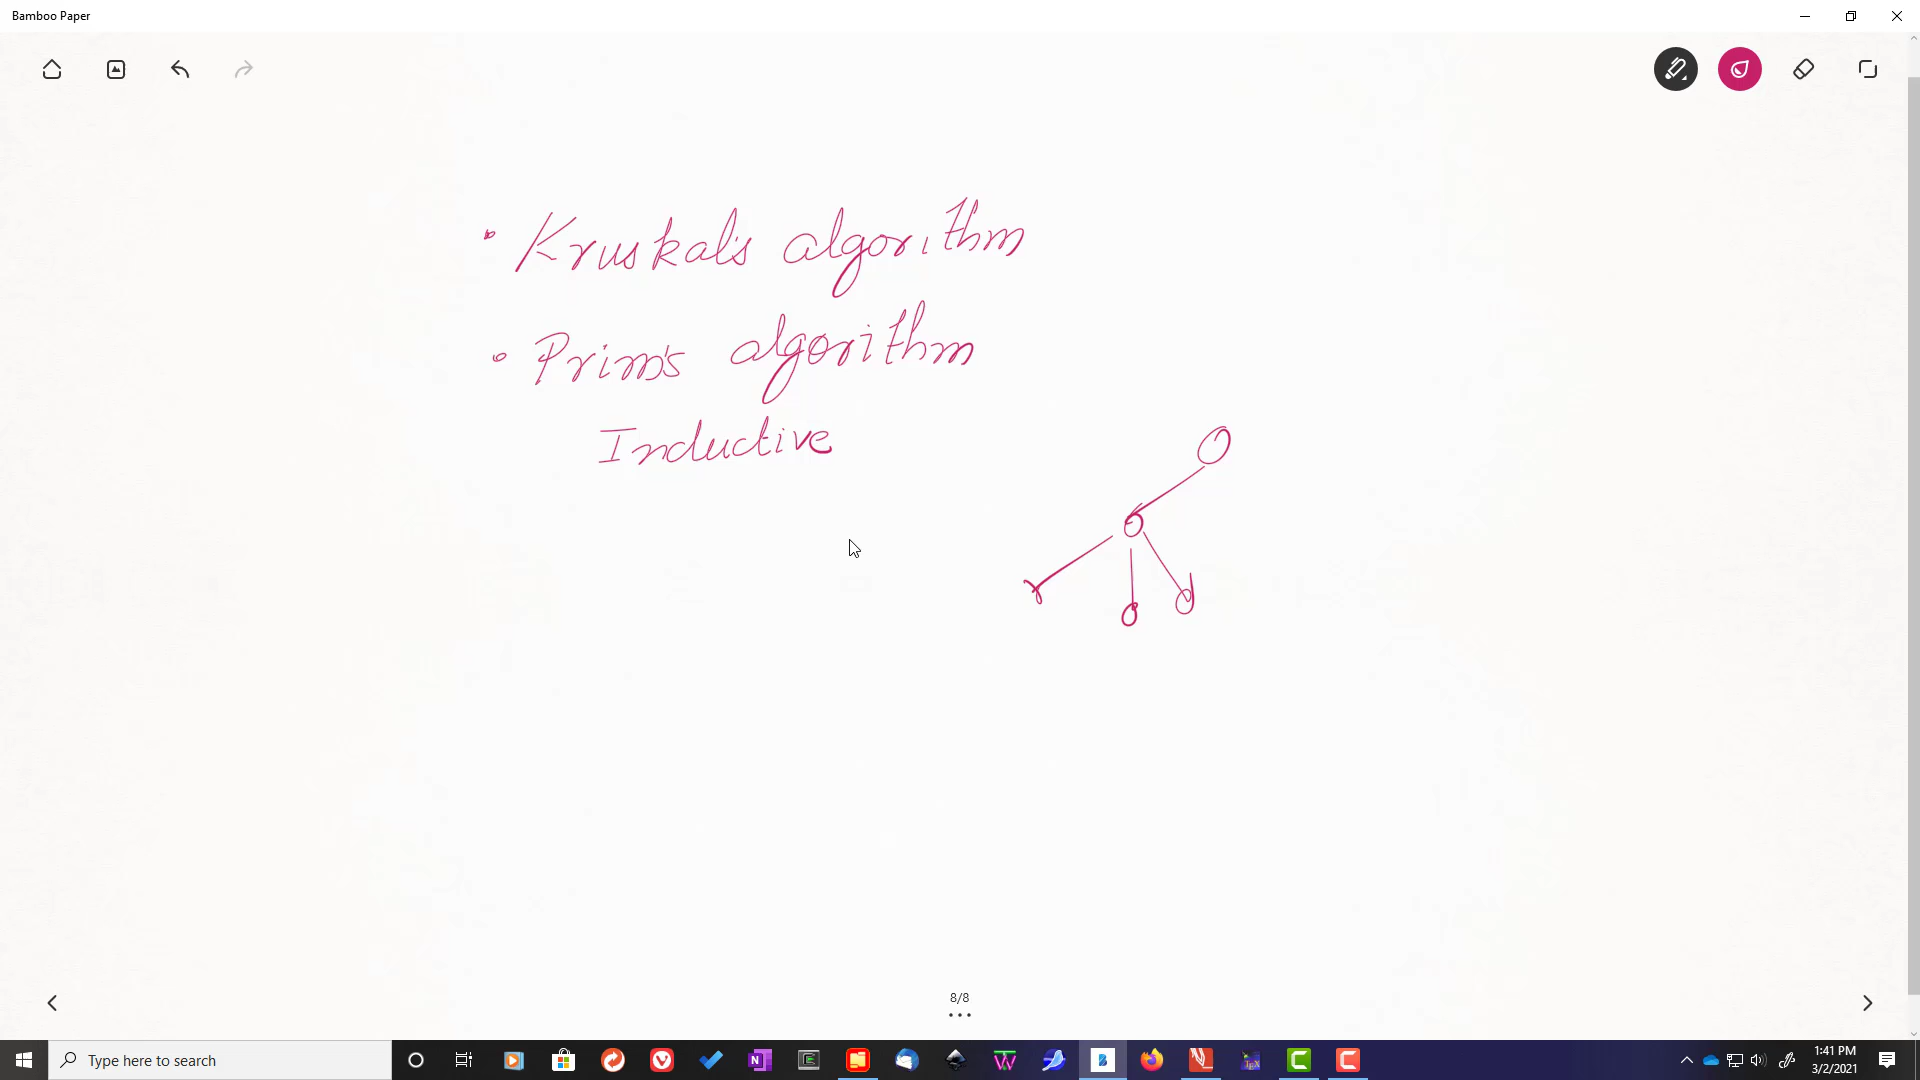 Bamboo Paper
• Kruskal's algorithm
• Prim's algorithm
Inductive
8/8
Type here to search
1:41 PM
3/2/2021